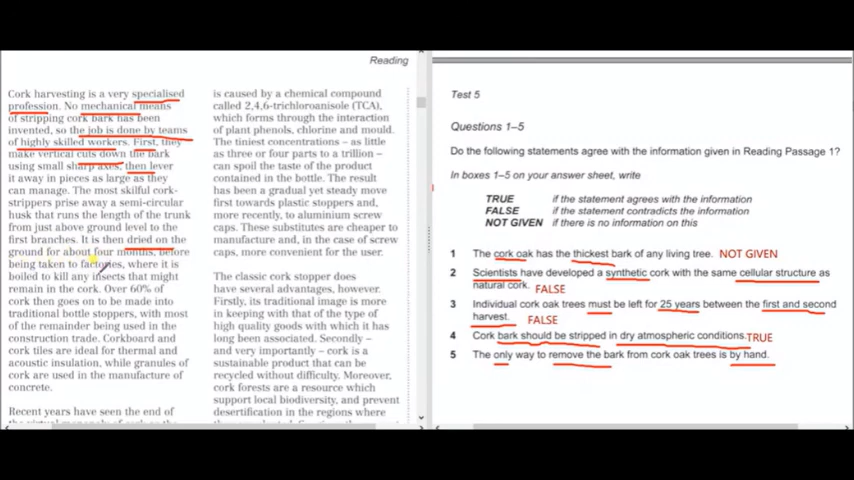 Reading
Cork harvesting is a very specialised
profession. No mechanical means
of stripping cork bark has been
invented, so the job is done by teams
of highly skilled workers. First, they
make vertical cuts down the bark
using small sharp axes, then lever
it away in pieces as large as they
can manage. The most skilful cork-
strippers prise away a semi-circular
husk that runs the length of the trunk
from just above ground level to the
first branches. It is then dried on the
ground for about four months, before
being taken to factories, where it is
boiled to kill any insects that might
remain in the cork. Over 60% of
cork then goes on to be made into
traditional bottle stoppers, with most
of the remainder being used in the
construction trade. Corkboard and
cork tiles are ideal for thermal and
acoustic insulation, while granules of
cork are used in the manufacture of
concrete.
Recent years have seen the end of
is caused by a chemical compound
called 2,4,6-trichloroanisole (TCA),
which forms through the interaction
of plant phenols, chlorine and mould.
The tiniest concentrations – as little
as three or four parts to a trillion –
can spoil the taste of the product
contained in the bottle. The result
has been a gradual yet steady move
first towards plastic stoppers and,
more recently, to aluminium screw
caps. These substitutes are cheaper to
manufacture and, in the case of screw
caps, more convenient for the user.
The classic cork stopper does
have several advantages, however.
Firstly, its traditional image is more
in keeping with that of the type of
high quality goods with which it has
long been associated. Secondly –
and very importantly – cork is a
sustainable product that can be
recycled without difficulty. Moreover,
cork forests are a resource which
support local biodiversity, and prevent
desertification in the regions where
Test 5
Questions 1–5
Do the following statements agree with the information given in Reading Passage 1?
In boxes 1–5 on your answer sheet, write
TRUE if the statement agrees with the information
FALSE if the statement contradicts the information
NOT GIVEN if there is no information on this
1 The cork oak has the thickest bark of any living tree. NOT GIVEN
2 Scientists have developed a synthetic cork with the same cellular structure as
natural cork. FALSE
3 Individual cork oak trees must be left for 25 years between the first and second
harvest. FALSE
4 Cork bark should be stripped in dry atmospheric conditions. TRUE
5 The only way to remove the bark from cork oak trees is by hand.